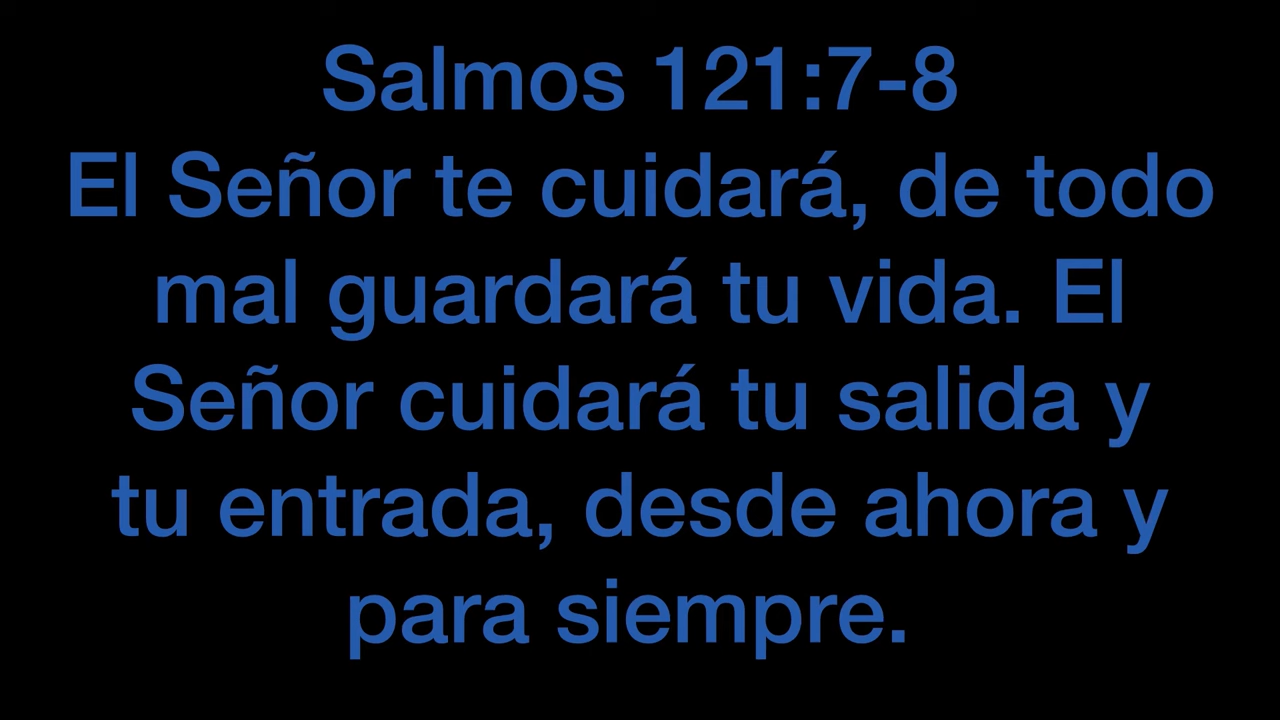 Salmos 121:7-8
El Señor te cuidará, de todo
mal guardará tu vida. El
Señor cuidará tu salida y
tu entrada, desde ahora y
para siempre.